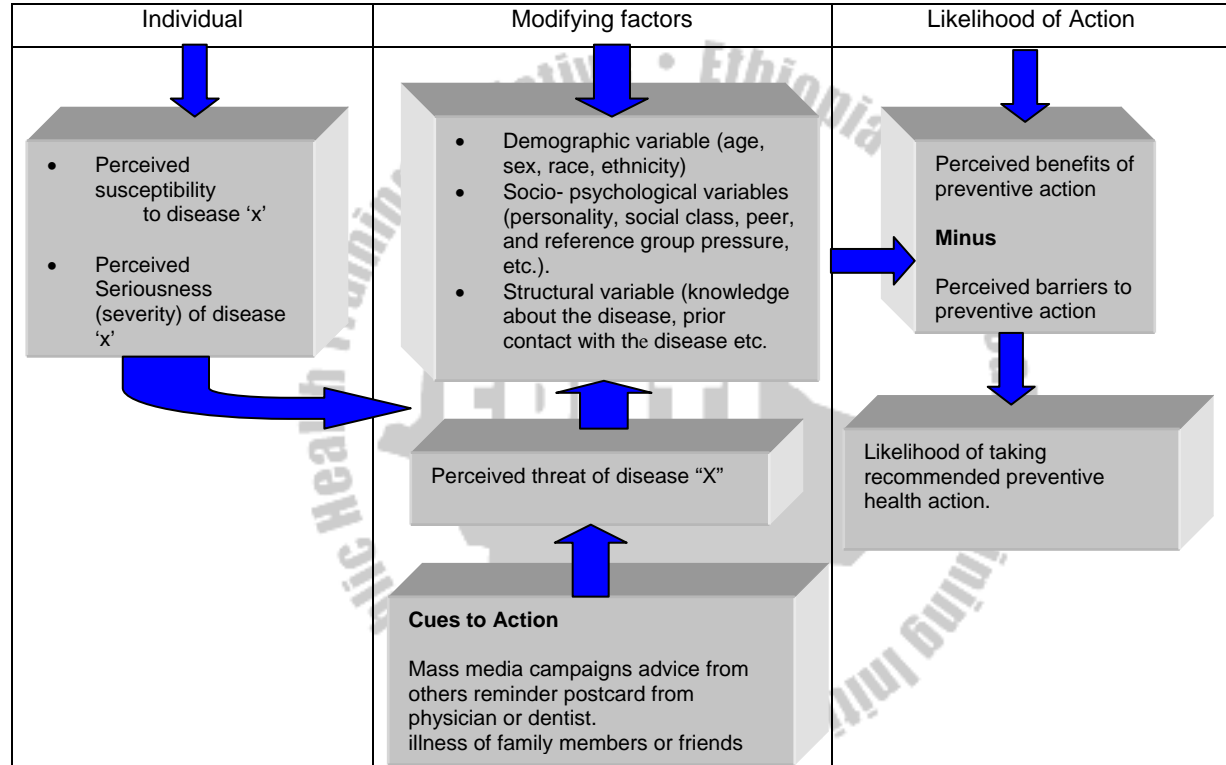 Individual
Modifying factors
Likelihood of Action
• Perceived
susceptibility
to disease ‘x’
• Perceived
Seriousness
(severity) of disease
‘x’
• Demographic variable (age,
sex, race, ethnicity)
• Socio- psychological variables
(personality, social class, peer,
and reference group pressure,
etc.).
• Structural variable (knowledge
about the disease, prior
contact with the disease etc.
Perceived benefits of
preventive action
Minus
Perceived barriers to
preventive action
Perceived threat of disease “X”
Likelihood of taking
recommended preventive
health action.
Cues to Action
Mass media campaigns advice from
others reminder postcard from
physician or dentist.
illness of family members or friends